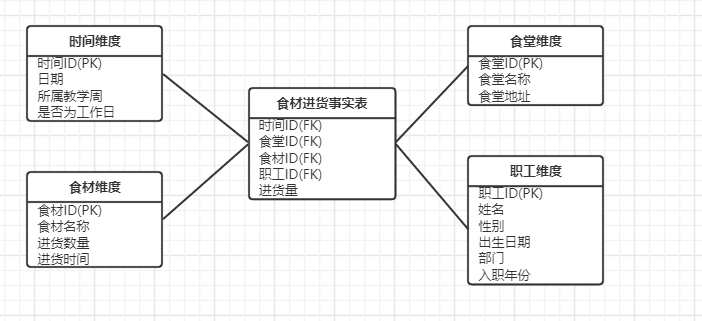 时间维度
时间ID(PK)
日期
所属教学周
是否为工作日
食材维度
食材ID(PK)
食材名称
进货数量
进货时间
食材进货事实表
时间ID(FK)
食堂ID(FK)
食材ID(FK)
职工ID(FK)
进货量
食堂维度
食堂ID(PK)
食堂名称
食堂地址
职工维度
职工ID(PK)
姓名
性别
出生日期
部门
入职年份